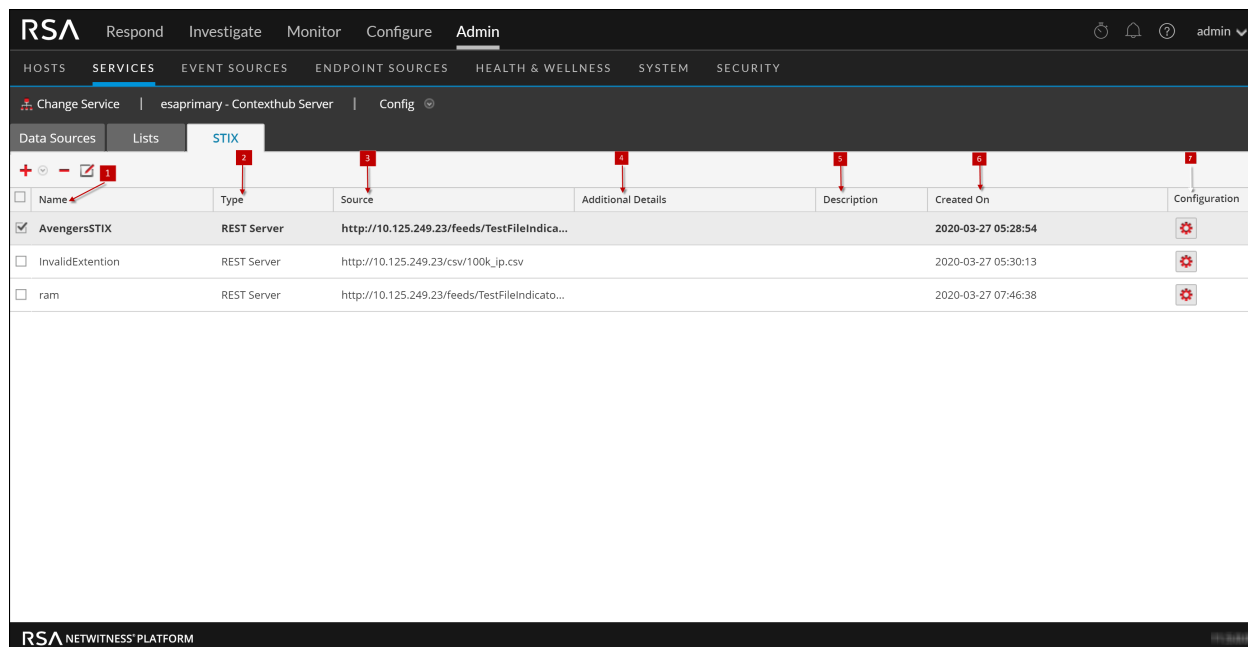 RSA Respond Investigate Monitor Configure Admin admin
HOSTS SERVICES EVENT SOURCES ENDPOINT SOURCES HEALTH & WELLNESS SYSTEM SECURITY
Change Service | esaprimary - Contexthub Server | Config
Data Sources Lists STIX
1 2 3 4 5 6 7
Name Type Source Additional Details Description Created On Configuration
AvengersSTIX REST Server http://10.125.249.23/feeds/TestFileIndica... 2020-03-27 05:28:54
InvalidExtention REST Server http://10.125.249.23/csv/100k_ip.csv 2020-03-27 05:30:13
ram REST Server http://10.125.249.23/feeds/TestFileIndicato... 2020-03-27 07:46:38
RSA NETWITNESS® PLATFORM